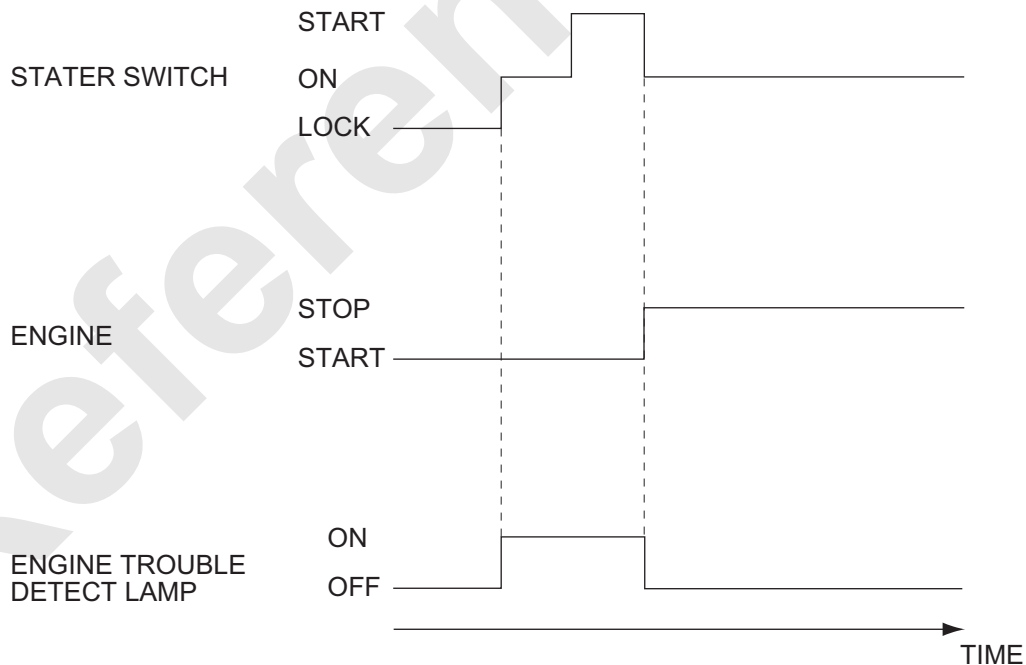 START
STATER SWITCH
ON
LOCK
STOP
ENGINE
START
ON
ENGINE TROUBLE
DETECT LAMP
OFF
TIME